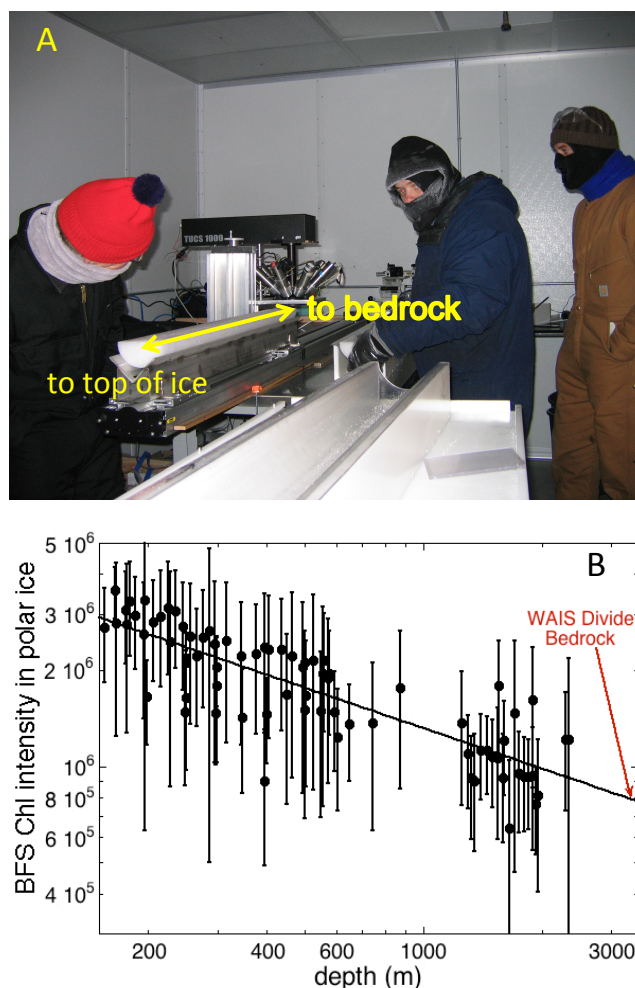 A
TUCS 1000
to bedrock
to top of ice
B
BFS Chl intensity in polar ice
5 10⁶
3 10⁶
2 10⁶
10⁶
8 10⁵
6 10⁵
4 10⁵
WAIS Divide
Bedrock
200
400
600
1000
3000
depth (m)